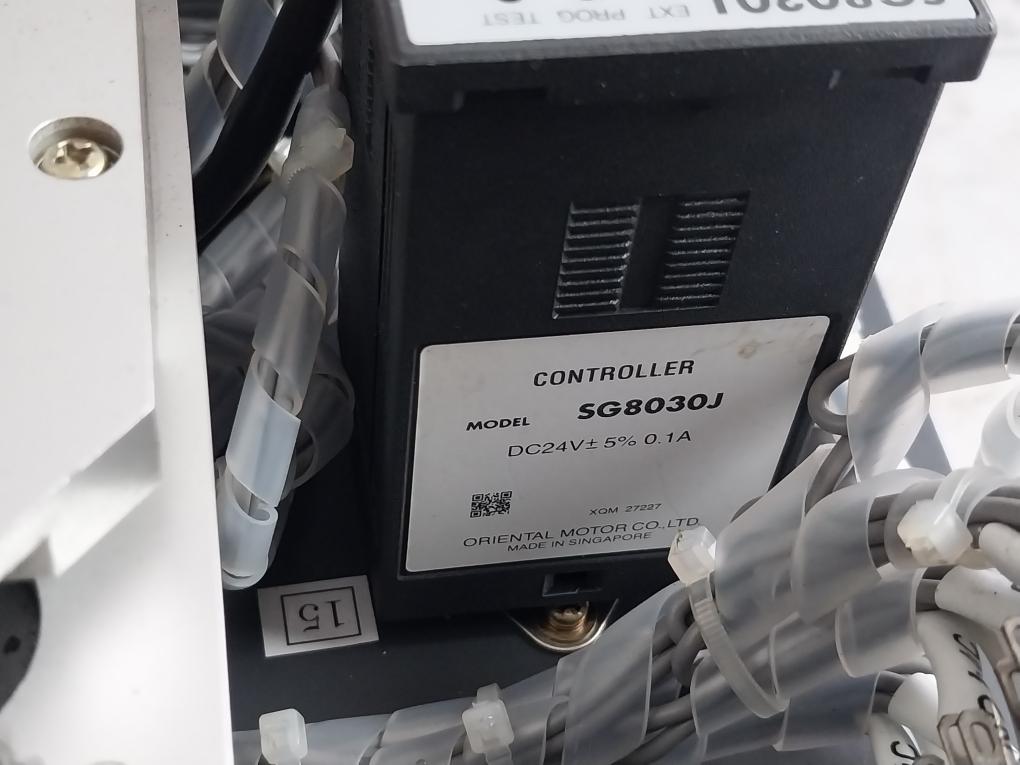 SG8030J
EXT PROG TEST
CONTROLLER
MODEL SG8030J
DC24V± 5% 0.1A
XQM 27227
ORIENTAL MOTOR CO.,LTD.
MADE IN SINGAPORE
15